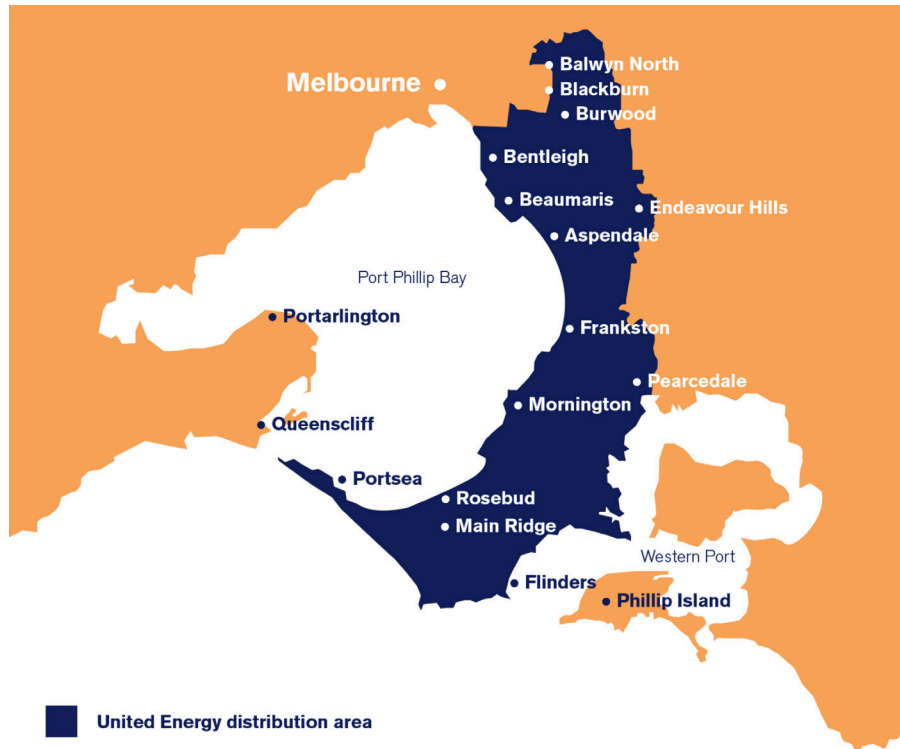 Balwyn North
Melbourne
Blackburn
Burwood
Bentleigh
Beaumaris
Endeavour Hills
Aspendale
Port Phillip Bay
Portarlington
Frankston
Pearcedale
Mornington
Queenscliff
Portsea
Rosebud
Main Ridge
Western Port
Flinders
Phillip Island
United Energy distribution area